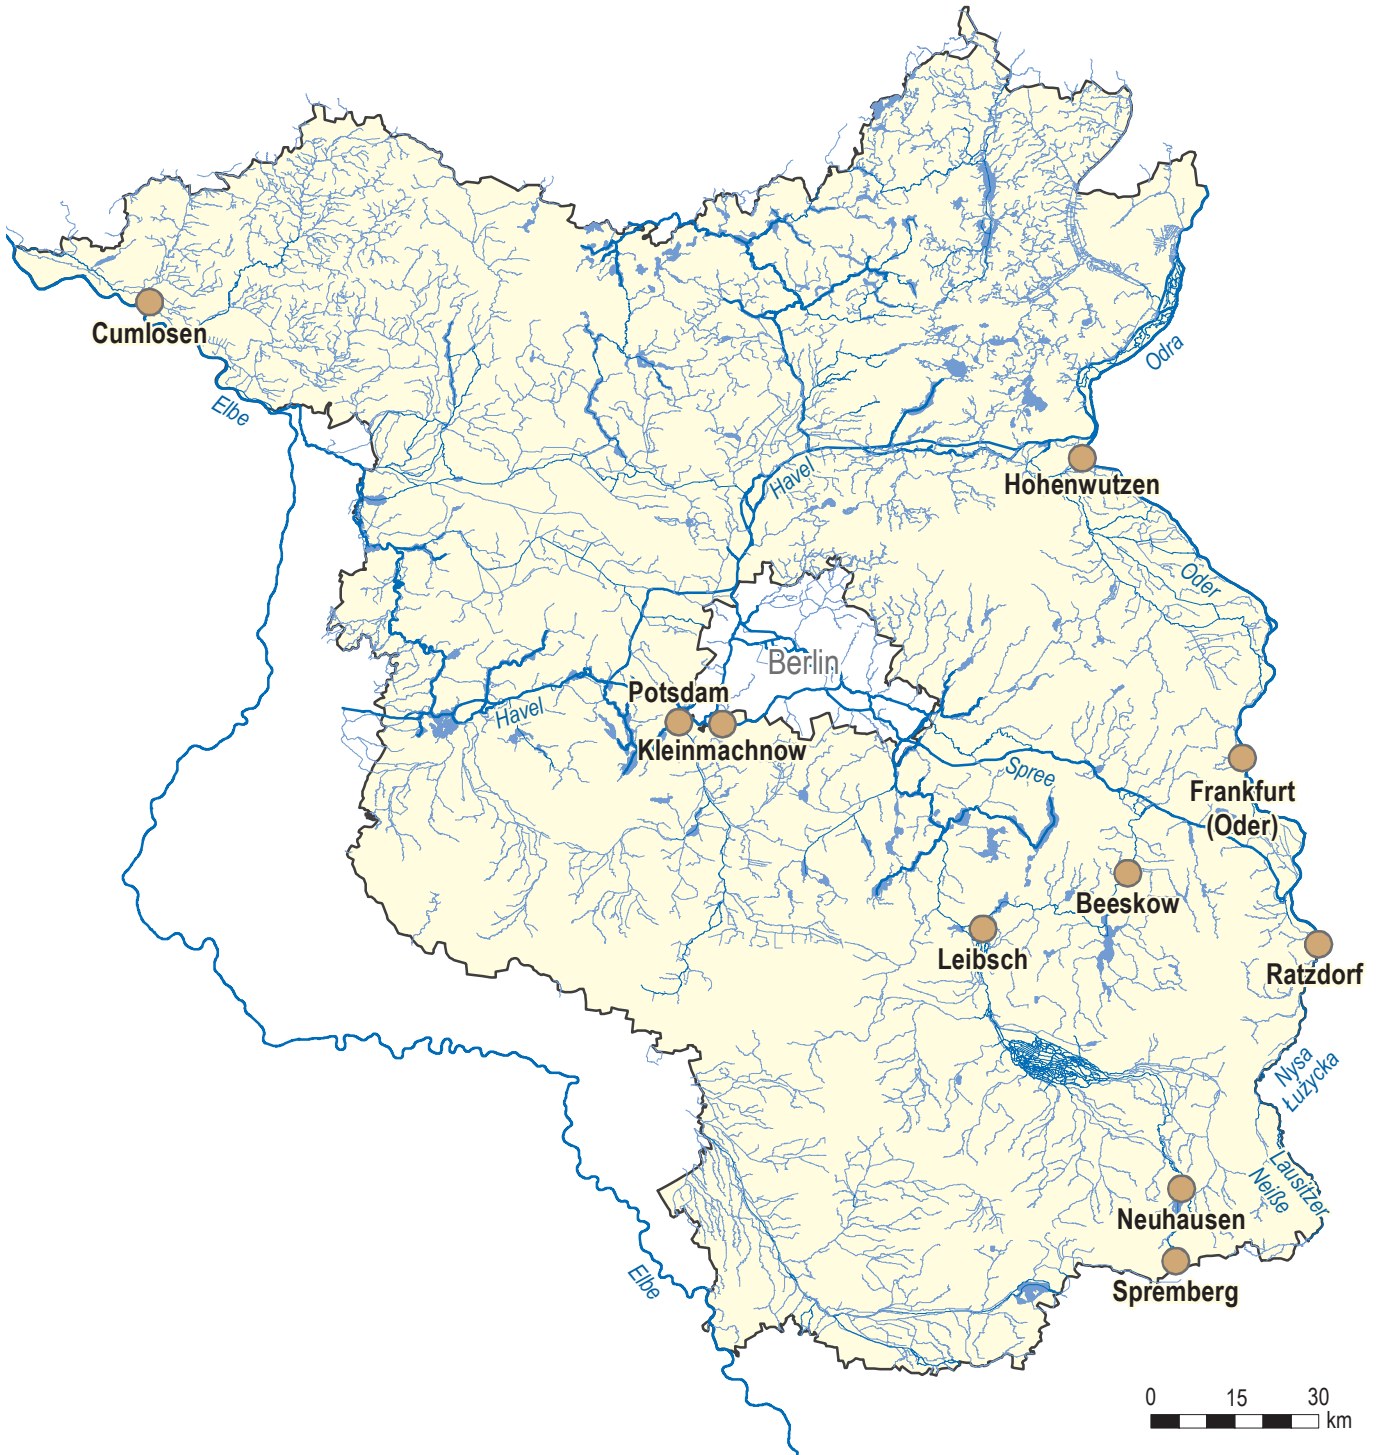 Cumlosen
Elbe
Odra
Havel
Hohenwutzen
Oder
Berlin
Potsdam
Havel
Kleinmachnow
Spree
Frankfurt
(Oder)
Beeskow
Leibsch
Ratzdorf
Nysa
Łużycka
Lausitzer
Neiße
Neuhausen
Elbe
Spremberg
0 15 30
km